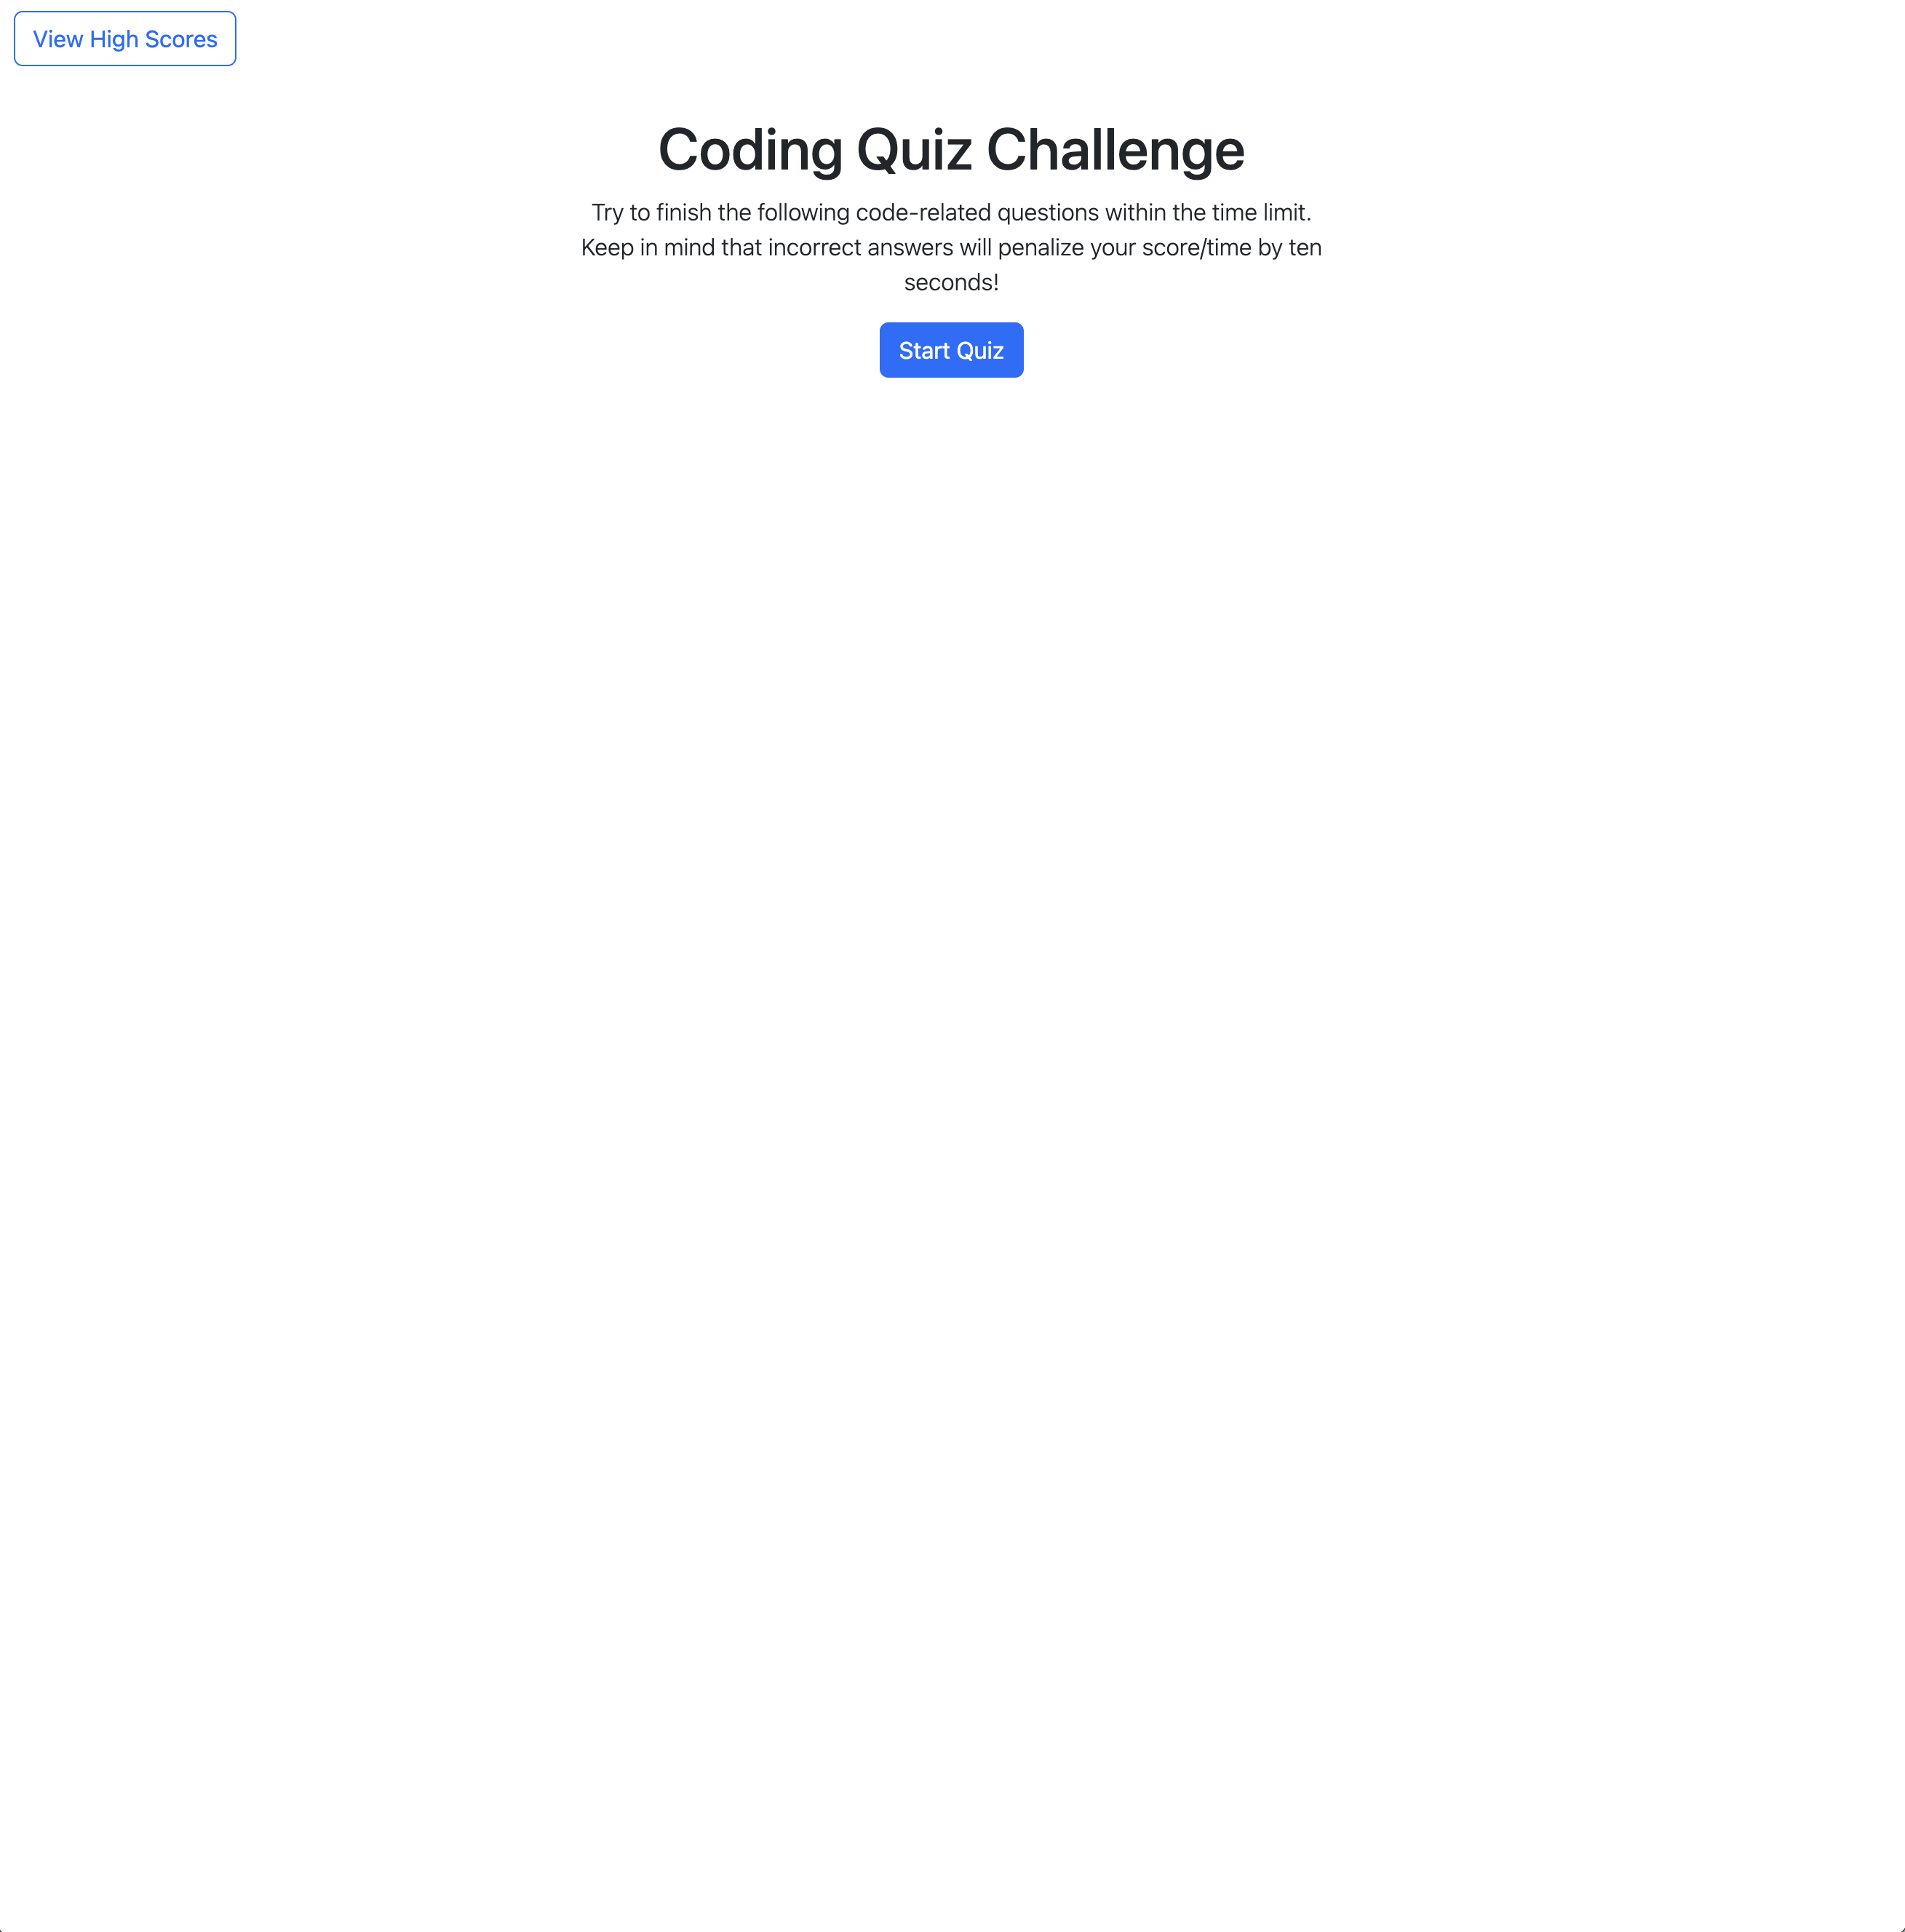 View High Scores
Coding Quiz Challenge
Try to finish the following code-related questions within the time limit.
Keep in mind that incorrect answers will penalize your score/time by ten
seconds!
Start Quiz